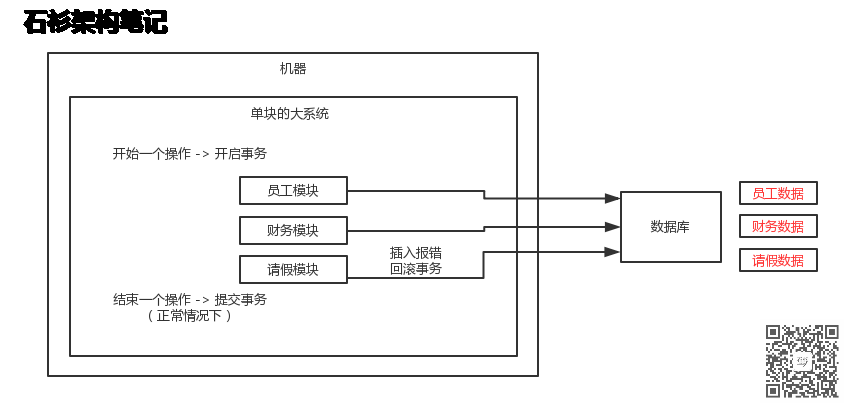 石杉架构笔记
机器
单块的大系统
开始一个操作 -> 开启事务
员工模块
财务模块
请假模块
插入报错
回滚事务
结束一个操作 -> 提交事务
（正常情况下）
数据库
员工数据
财务数据
请假数据